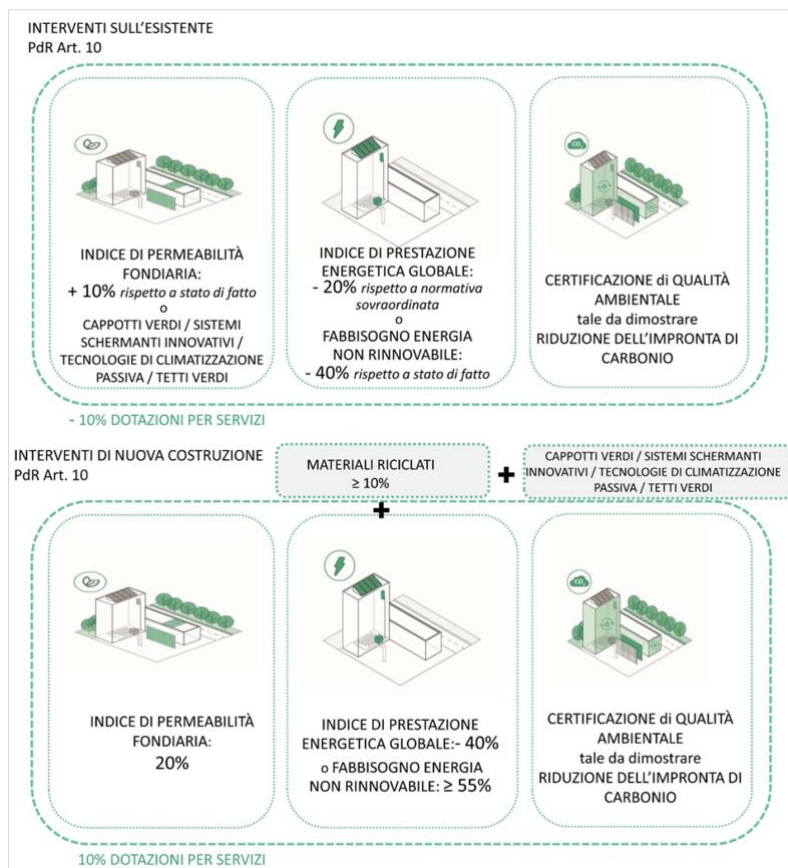 INTERVENTI SULL'ESISTENTE
PdR Art. 10
INDICE DI PERMEABILITÀ
FONDIARIA:
+ 10% rispetto a stato di fatto
o
CAPPOTTI VERDI / SISTEMI
SCHERMANTI INNOVATIVI /
TECNOLOGIE DI CLIMATIZZAZIONE
PASSIVA / TETTI VERDI
INDICE DI PRESTAZIONE
ENERGETICA GLOBALE:
- 20% rispetto a normativa
sovraordinata
o
FABBISOGNO ENERGIA
NON RINNOVABILE:
- 40% rispetto a stato di fatto
CO2
CERTIFICAZIONE di QUALITÀ
AMBIENTALE
tale da dimostrare
RIDUZIONE DELL'IMPRONTA DI
CARBONIO
- 10% DOTAZIONI PER SERVIZI
INTERVENTI DI NUOVA COSTRUZIONE
PdR Art. 10
MATERIALI RICICLATI
≥ 10%
+
CAPPOTTI VERDI / SISTEMI SCHERMANTI
INNOVATIVI / TECNOLOGIE DI CLIMATIZZAZIONE
PASSIVA / TETTI VERDI
+
INDICE DI PERMEABILITÀ
FONDIARIA:
20%
INDICE DI PRESTAZIONE
ENERGETICA GLOBALE:- 40%
o FABBISOGNO ENERGIA
NON RINNOVABILE: ≥ 55%
CO2
CERTIFICAZIONE di QUALITÀ
AMBIENTALE
tale da dimostrare
RIDUZIONE DELL'IMPRONTA DI
CARBONIO
10% DOTAZIONI PER SERVIZI